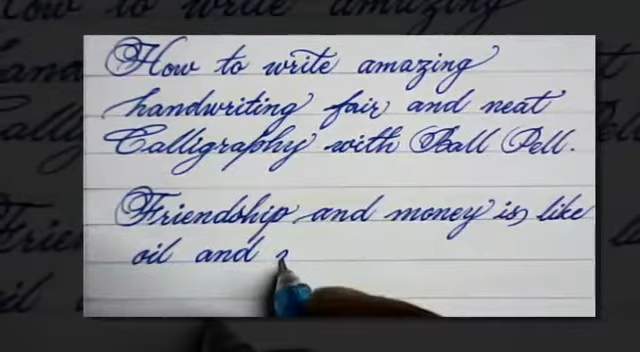 How to write amazing
handwriting fair and neat
Calligraphy with Ball Pell.
Friendship and money is like
oil and